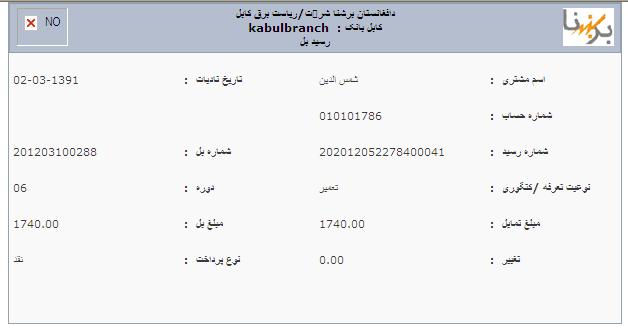 دافغانستان برشنا شرکت/ریاست برق کابل
کابل بانک : kabulbranch
رسید بل
NO
برشنا
اسم مشتری : شمس الدین تاریخ تادیات : 02-03-1391
شماره حساب : 010101786
شماره رسید : 202012052278400041 شماره بل : 201203100288
نوعیت تعرفه /کتگوری : تعمیر دوره : 06
مبلغ تمایل : 1740.00 مبلغ بل : 1740.00
تغییر : 0.00 نوع پرداخت : نقد